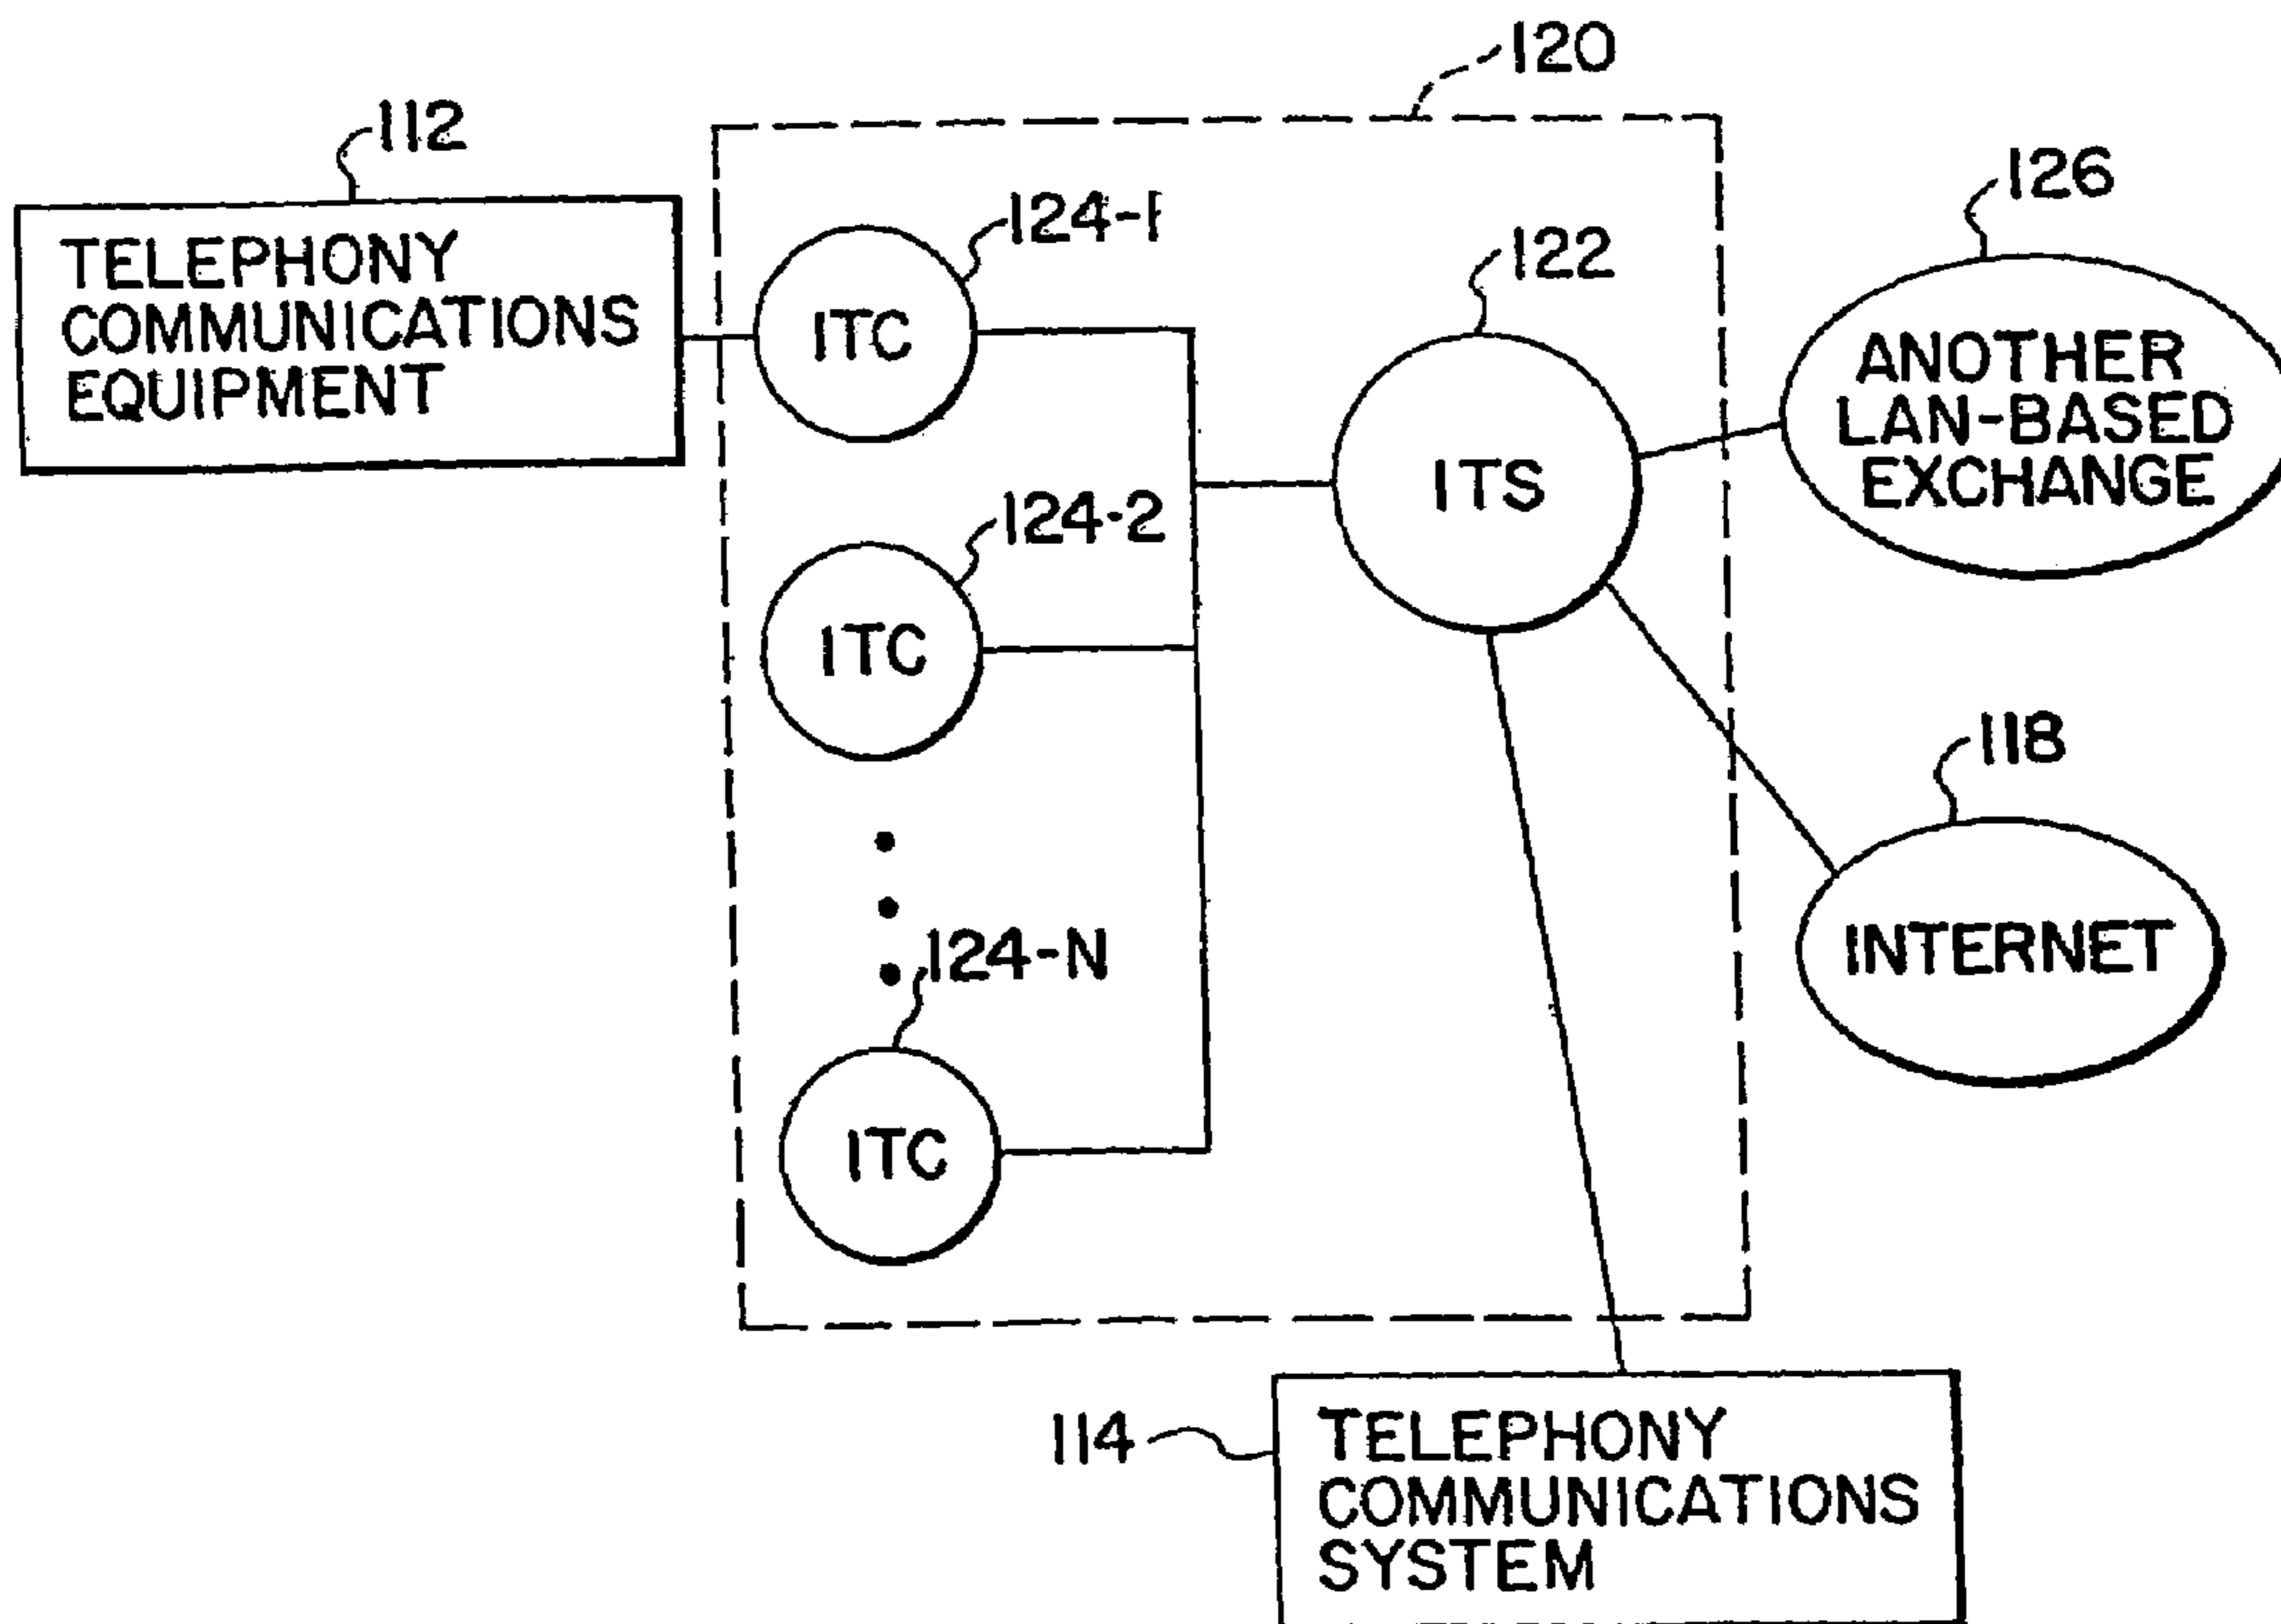 120
112
126
124-1
122
TELEPHONY
COMMUNICATIONS
EQUIPMENT
ITC
ANOTHER
LAN-BASED
EXCHANGE
ITS
124-2
ITC
118
124-N
INTERNET
ITC
114
TELEPHONY
COMMUNICATIONS
SYSTEM